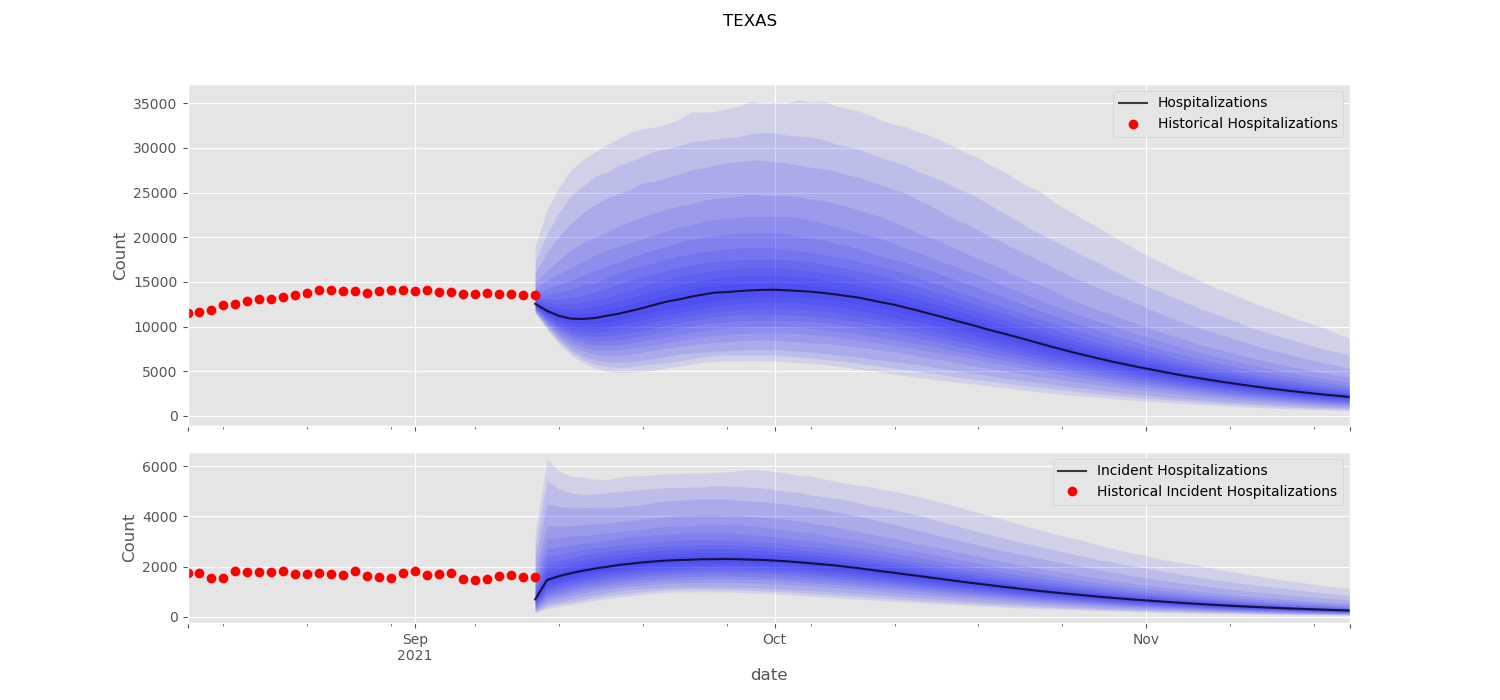 TEXAS
35000
30000
25000
20000
15000
10000
5000
0
Count
Hospitalizations
Historical Hospitalizations
6000
4000
2000
0
Count
Incident Hospitalizations
Historical Incident Hospitalizations
Sep
2021
Oct
Nov
date